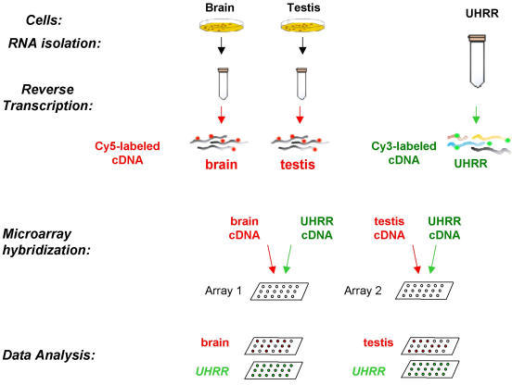 Cells:
Brain
Testis
UHRR
RNA isolation:
Reverse
Transcription:
Cy5-labeled
cDNA
brain
testis
Cy3-labeled
cDNA
UHRR
Microarray
hybridization:
brain
cDNA
UHRR
cDNA
testis
cDNA
UHRR
cDNA
Array 1
Array 2
Data Analysis:
brain
UHRR
testis
UHRR